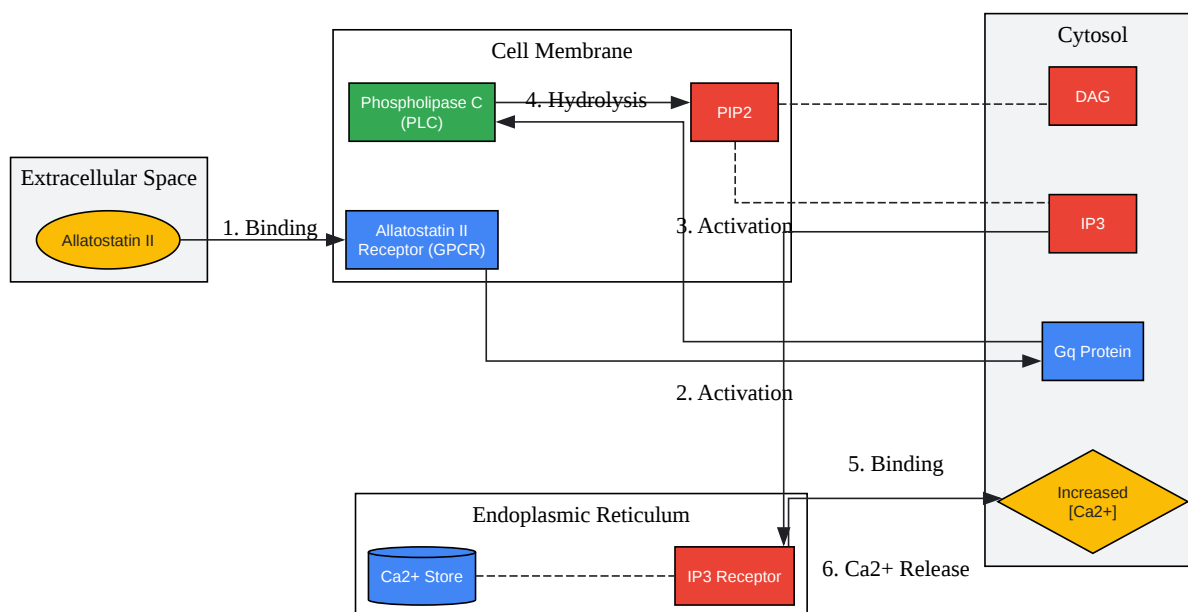 Cell Membrane
Cytosol
Phospholipase C
(PLC)
4. Hydrolysis
PIP2
DAG
Extracellular Space
Allatostatin II
1. Binding
Allatostatin II
Receptor (GPCR)
3. Activation
IP3
Gq Protein
2. Activation
5. Binding
Increased
[Ca2+]
Endoplasmic Reticulum
Ca2+ Store
IP3 Receptor
6. Ca2+ Release